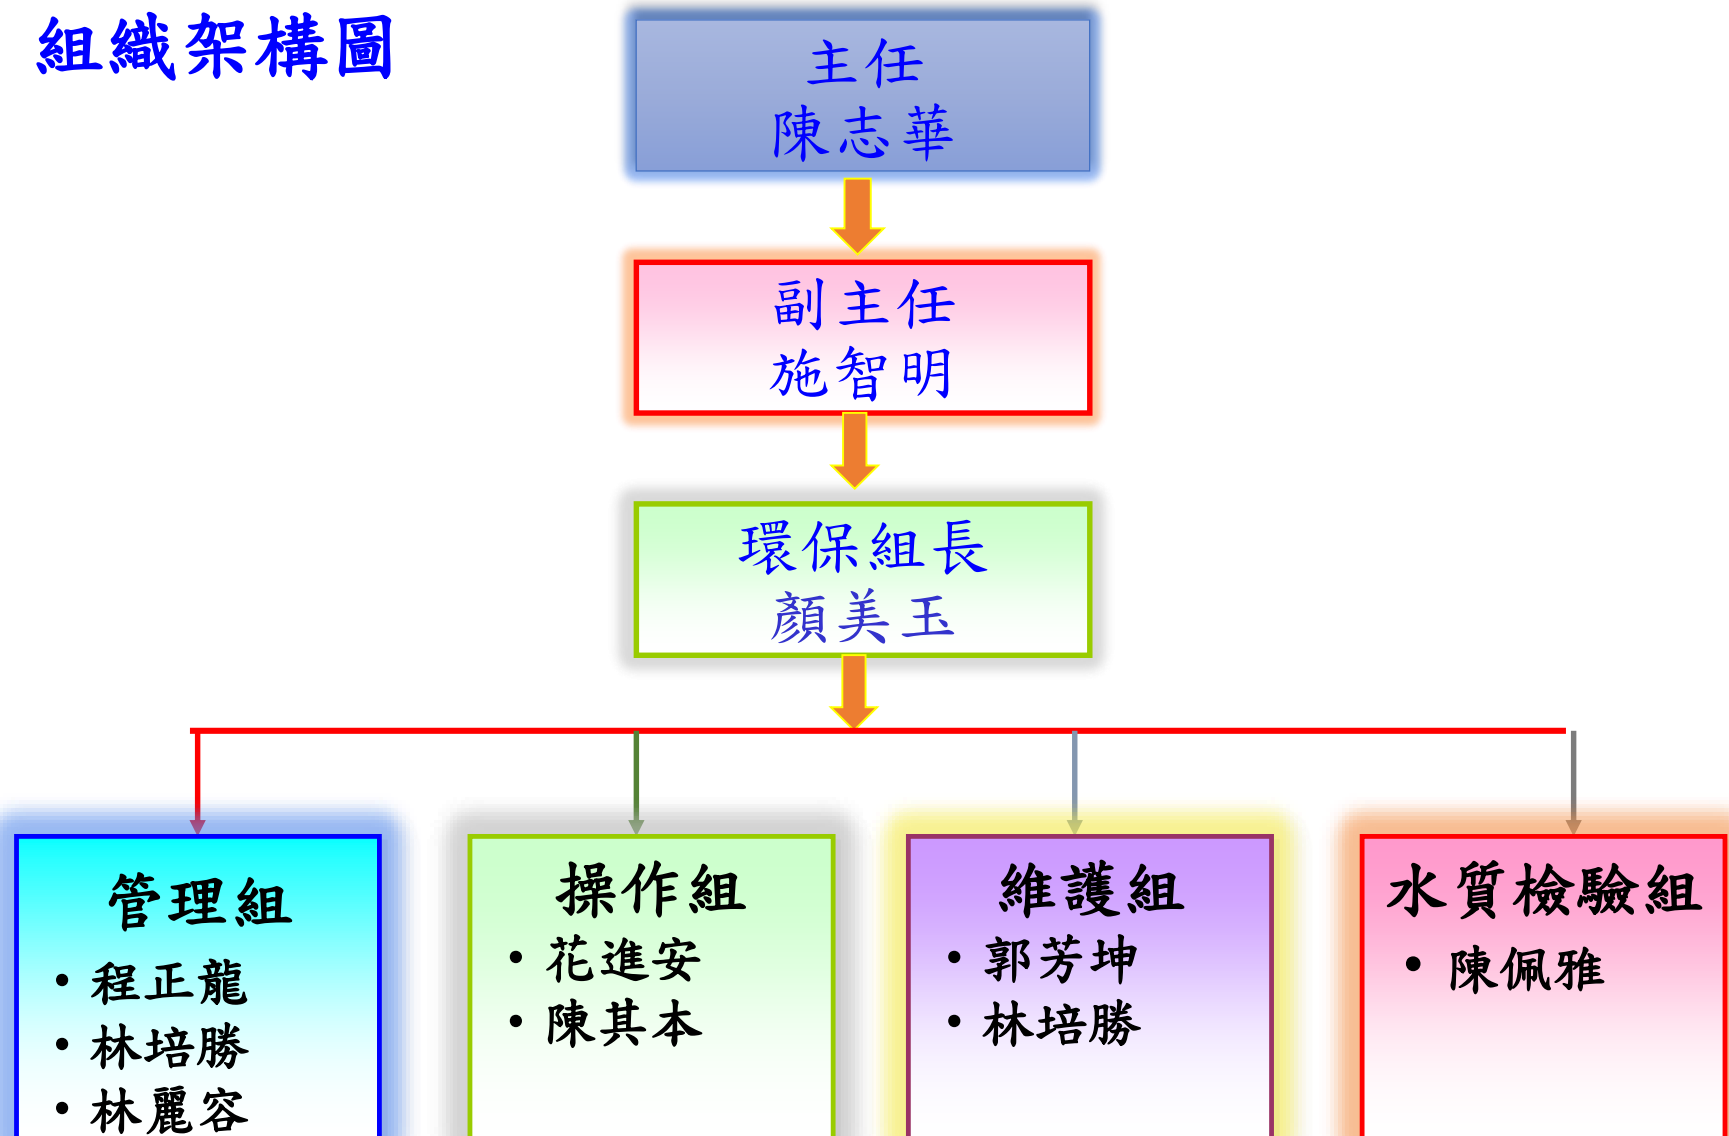 組織架構圖
主任
陳志華
副主任
施智明
環保組長
顏美玉
管理組
• 程正龍
• 林培勝
• 林麗容
操作組
• 花進安
• 陳其本
維護組
• 郭芳坤
• 林培勝
水質檢驗組
• 陳佩雅